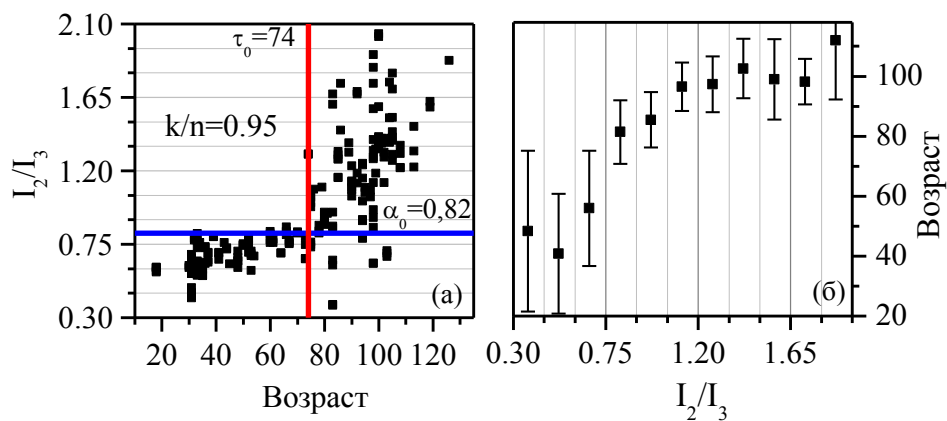 2.10
1.65
1.20
0.75
0.30
I₂/I₃
τ₀=74
k/n=0.95
α₀=0,82
(а)
20 40 60 80 100 120
Возраст
100
80
60
40
20
Возраст
(б)
0.30 0.75 1.20 1.65
I₂/I₃